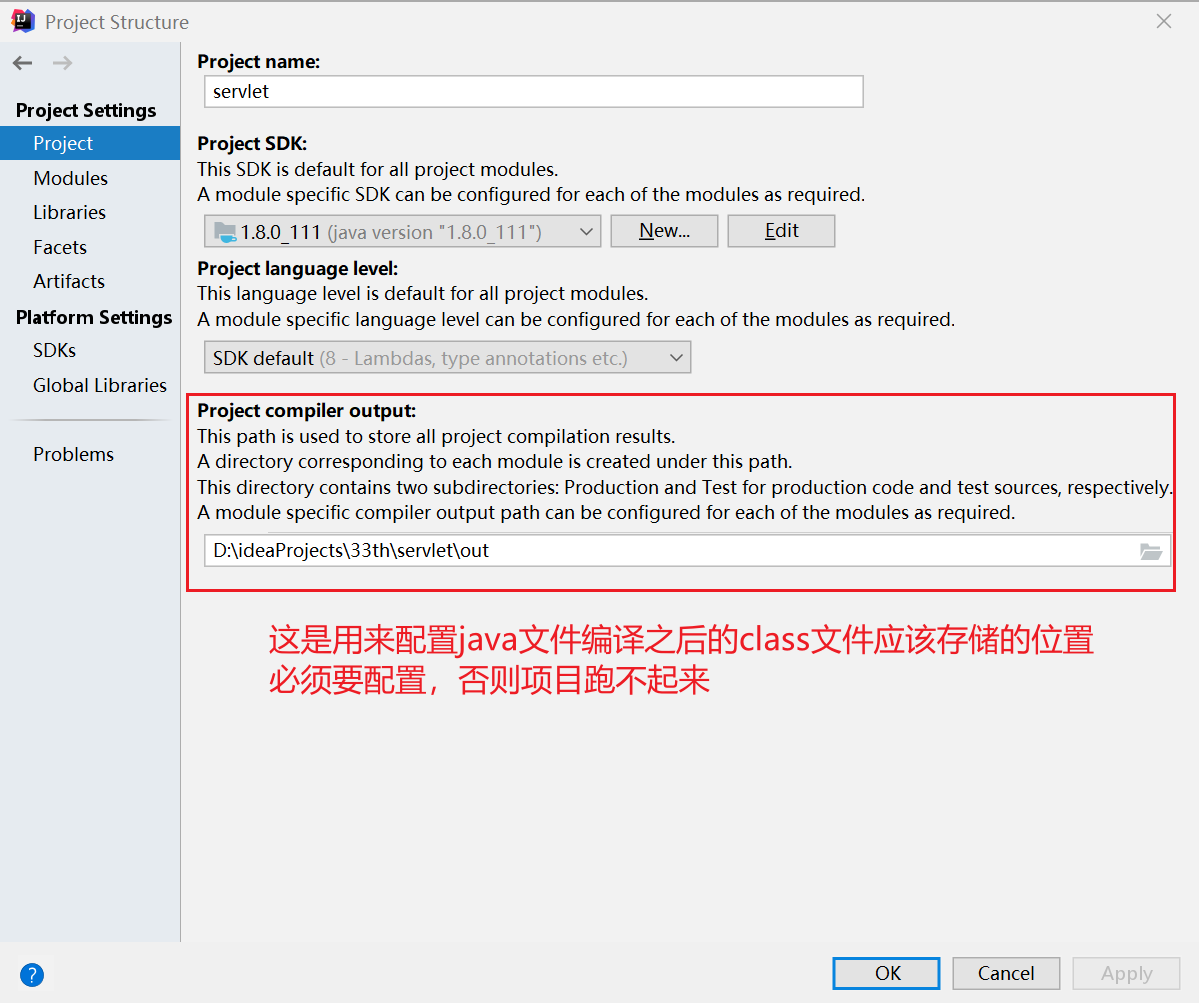 Project Structure
Project Settings
Project
Modules
Libraries
Facets
Artifacts
Platform Settings
SDKs
Global Libraries
Problems
Project name:
servlet
Project SDK:
This SDK is default for all project modules.
A module specific SDK can be configured for each of the modules as required.
1.8.0_111 (java version "1.8.0_111")
New...
Edit
Project language level:
This language level is default for all project modules.
A module specific language level can be configured for each of the modules as required.
SDK default (8 - Lambdas, type annotations etc.)
Project compiler output:
This path is used to store all project compilation results.
A directory corresponding to each module is created under this path.
This directory contains two subdirectories: Production and Test for production code and test sources, respectively.
A module specific compiler output path can be configured for each of the modules as required.
D:\ideaProjects\33th\servlet\out
这是用来配置java文件编译之后的class文件应该存储的位置
必须要配置，否则项目跑不起来
?
OK
Cancel
Apply